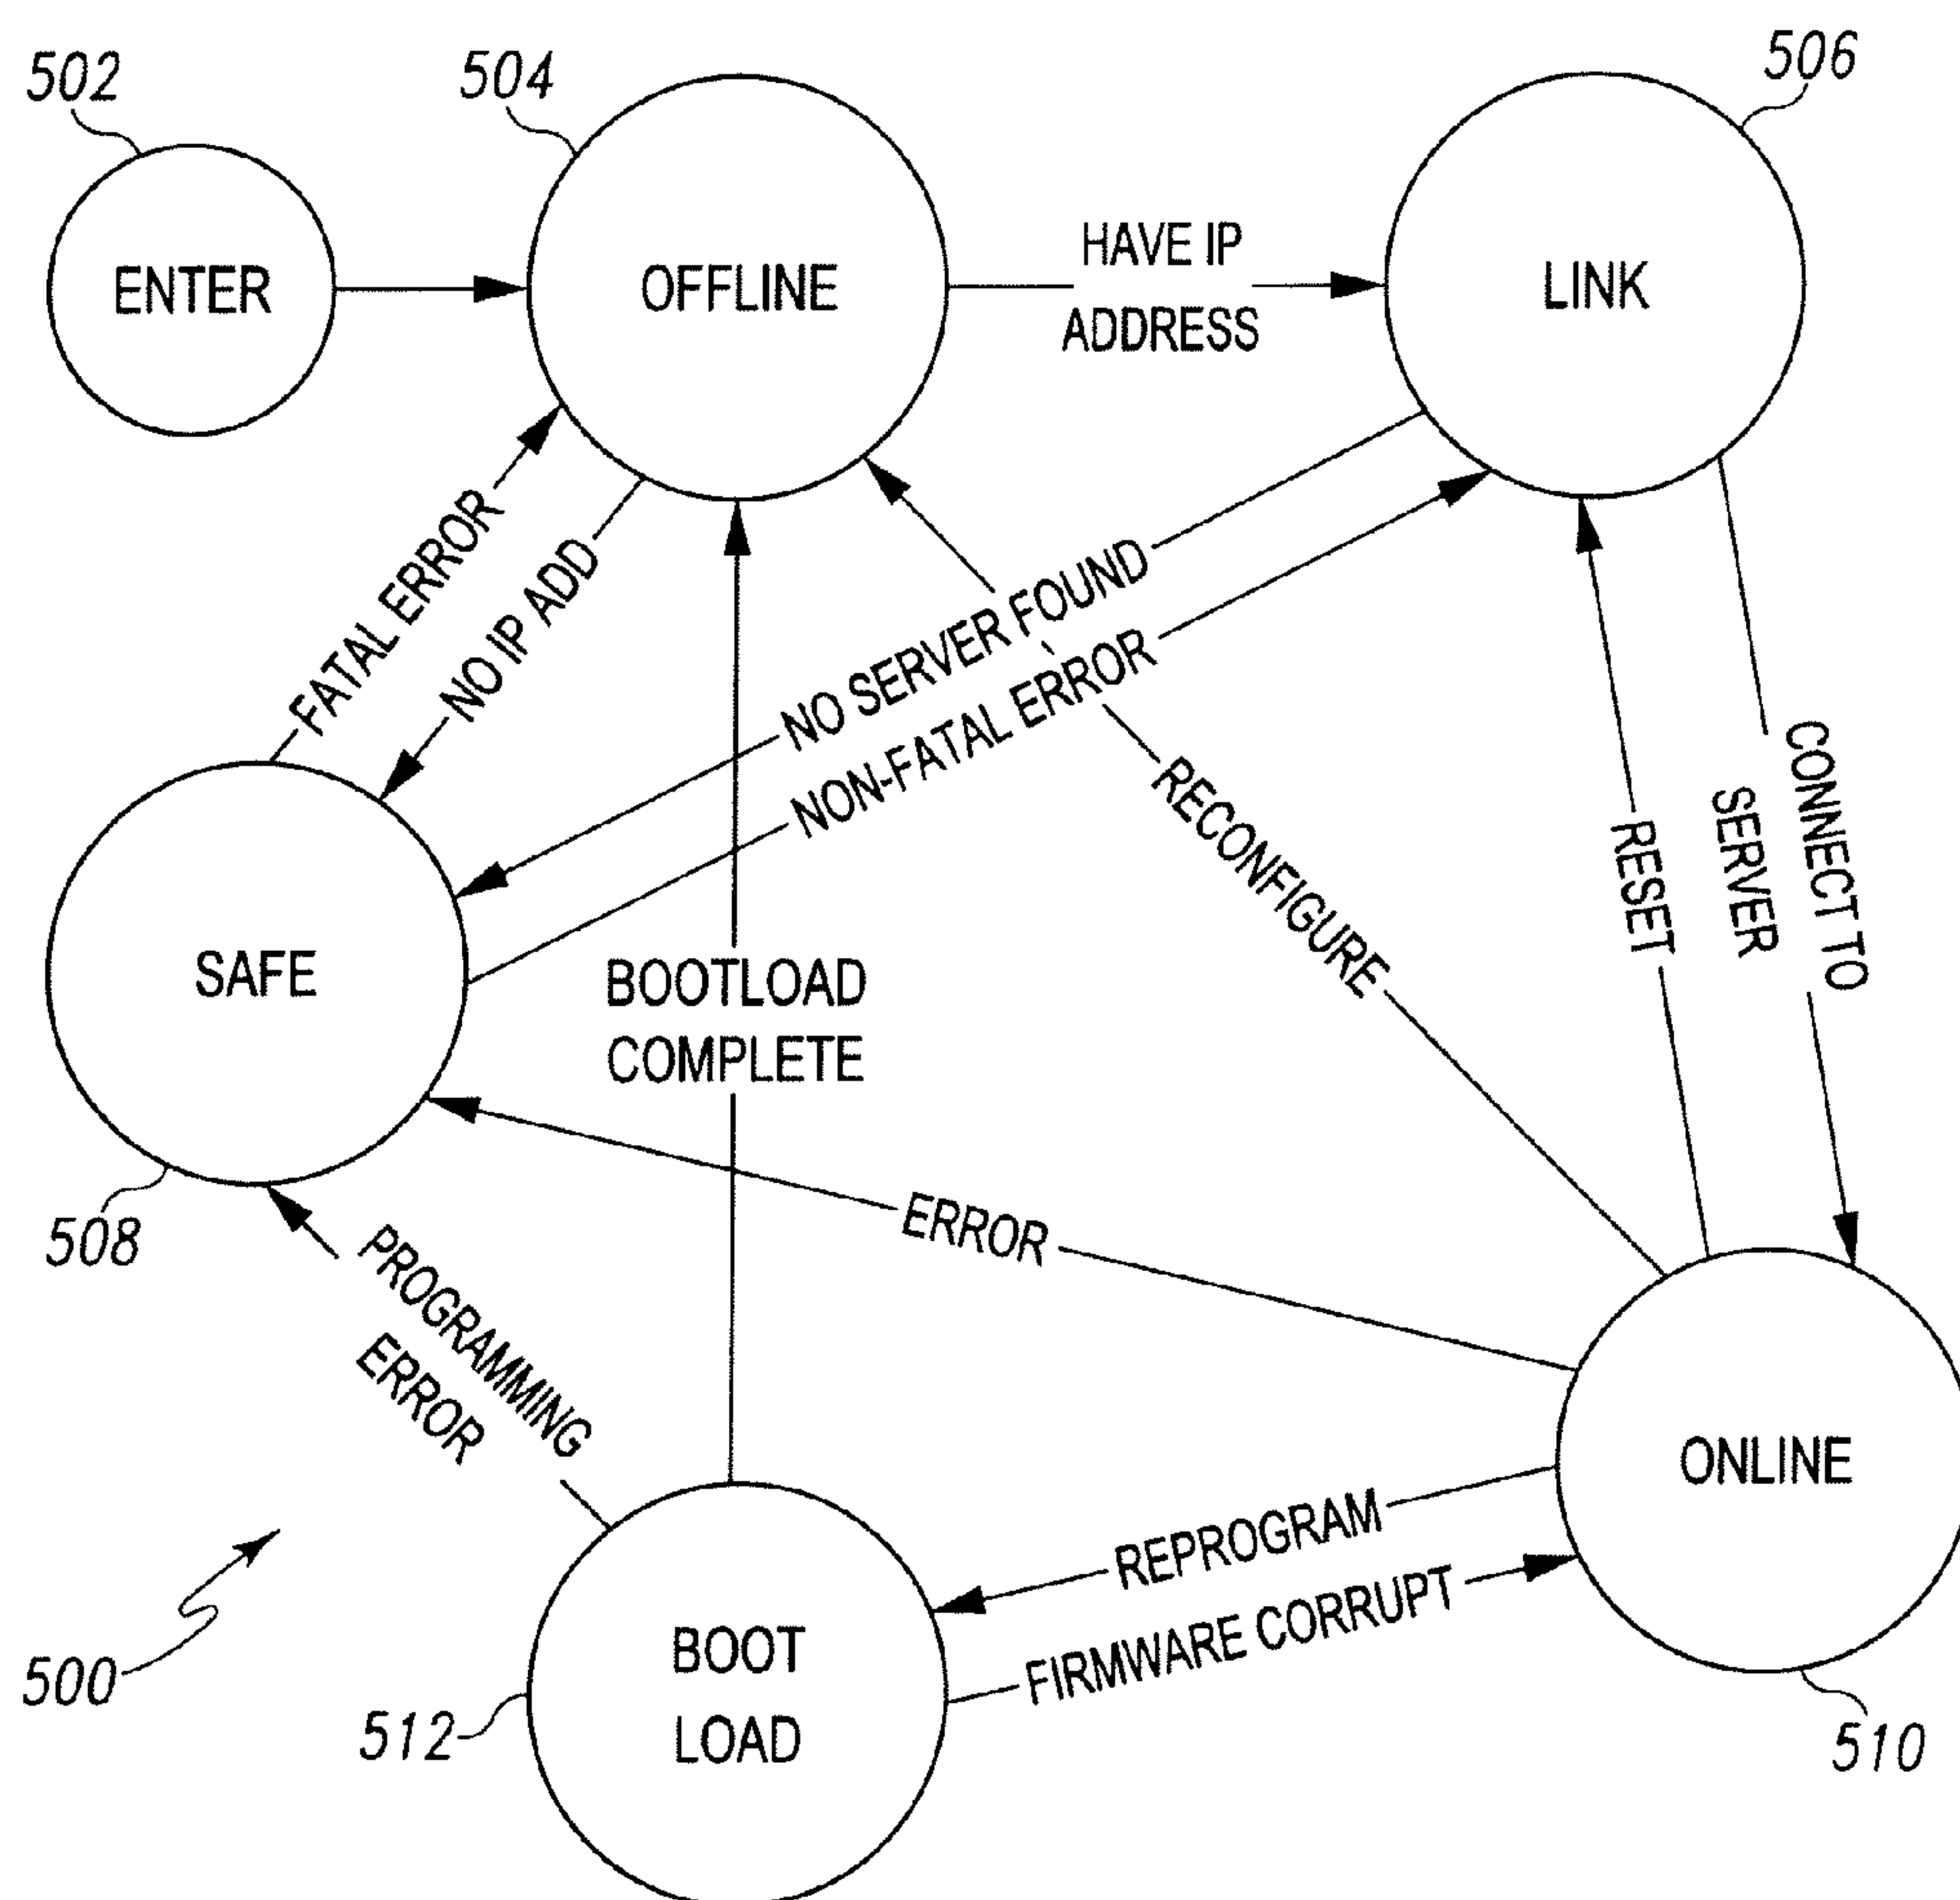 502
504
506
ENTER
OFFLINE
HAVE IP
ADDRESS
LINK
FATAL ERROR
NO IP ADD
NO SERVER FOUND
NON-FATAL ERROR
RECONFIGURE
RESET
CONNECT TO
SERVER
SAFE
BOOTLOAD
COMPLETE
508
ERROR
PROGRAMMING
ERROR
ONLINE
REPROGRAM
FIRMWARE CORRUPT
BOOT
LOAD
500
512
510